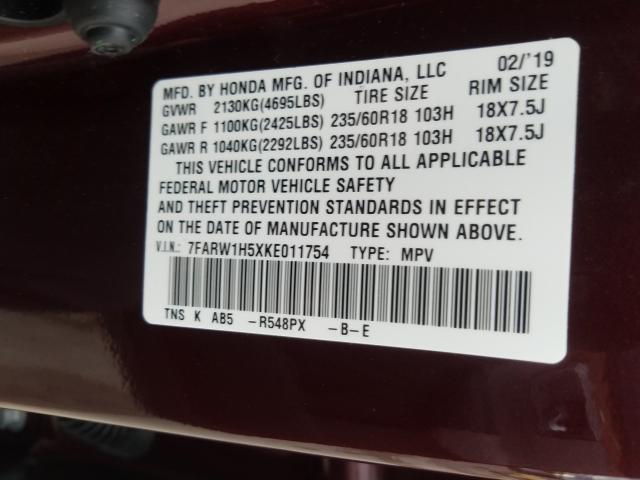 MFD. BY HONDA MFG. OF INDIANA, LLC 02/'19
GVWR 2130KG(4695LBS) TIRE SIZE RIM SIZE
GAWR F 1100KG(2425LBS) 235/60R18 103H 18X7.5J
GAWR R 1040KG(2292LBS) 235/60R18 103H 18X7.5J
THIS VEHICLE CONFORMS TO ALL APPLICABLE
FEDERAL MOTOR VEHICLE SAFETY
AND THEFT PREVENTION STANDARDS IN EFFECT
ON THE DATE OF MANUFACTURE SHOWN ABOVE.
V.I.N.: 7FARW1H5XKE011754 TYPE: MPV
TNS K AB5 -R548PX -B-E